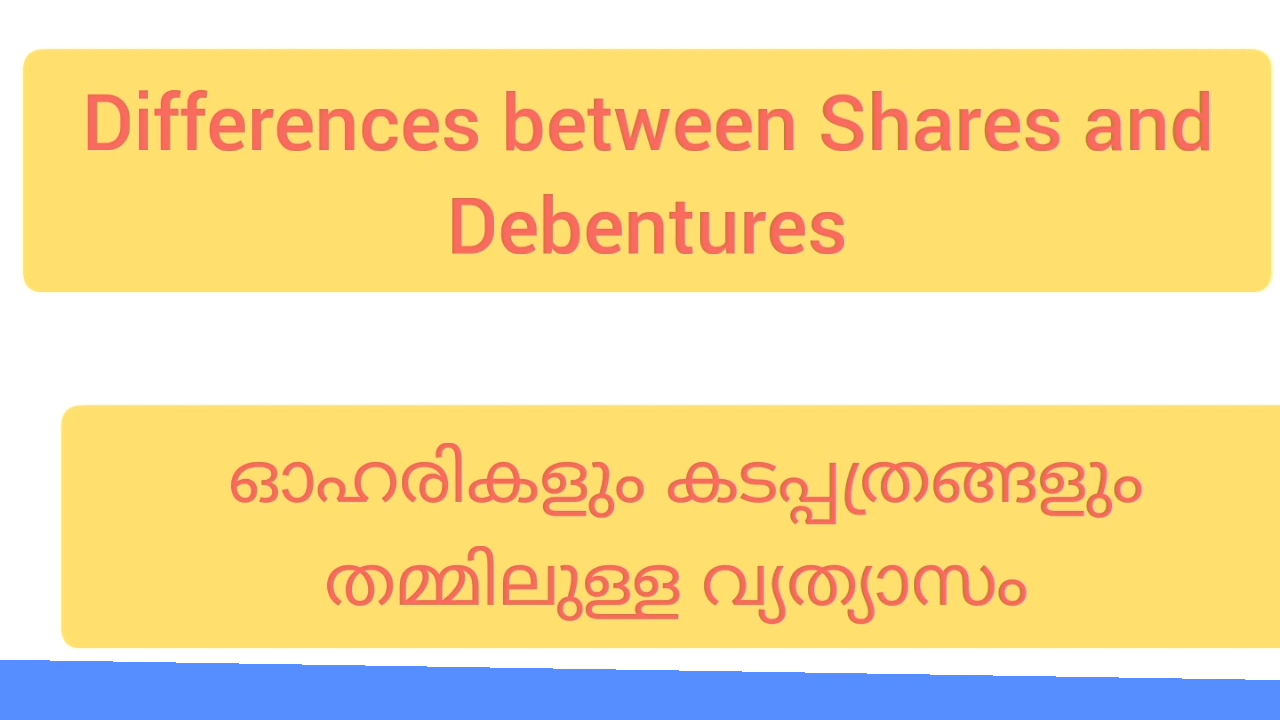 Differences between Shares and
Debentures
ഓഹരികളും കടപ്പത്രങ്ങളും
തമ്മിലുള്ള വ്യത്യാസം